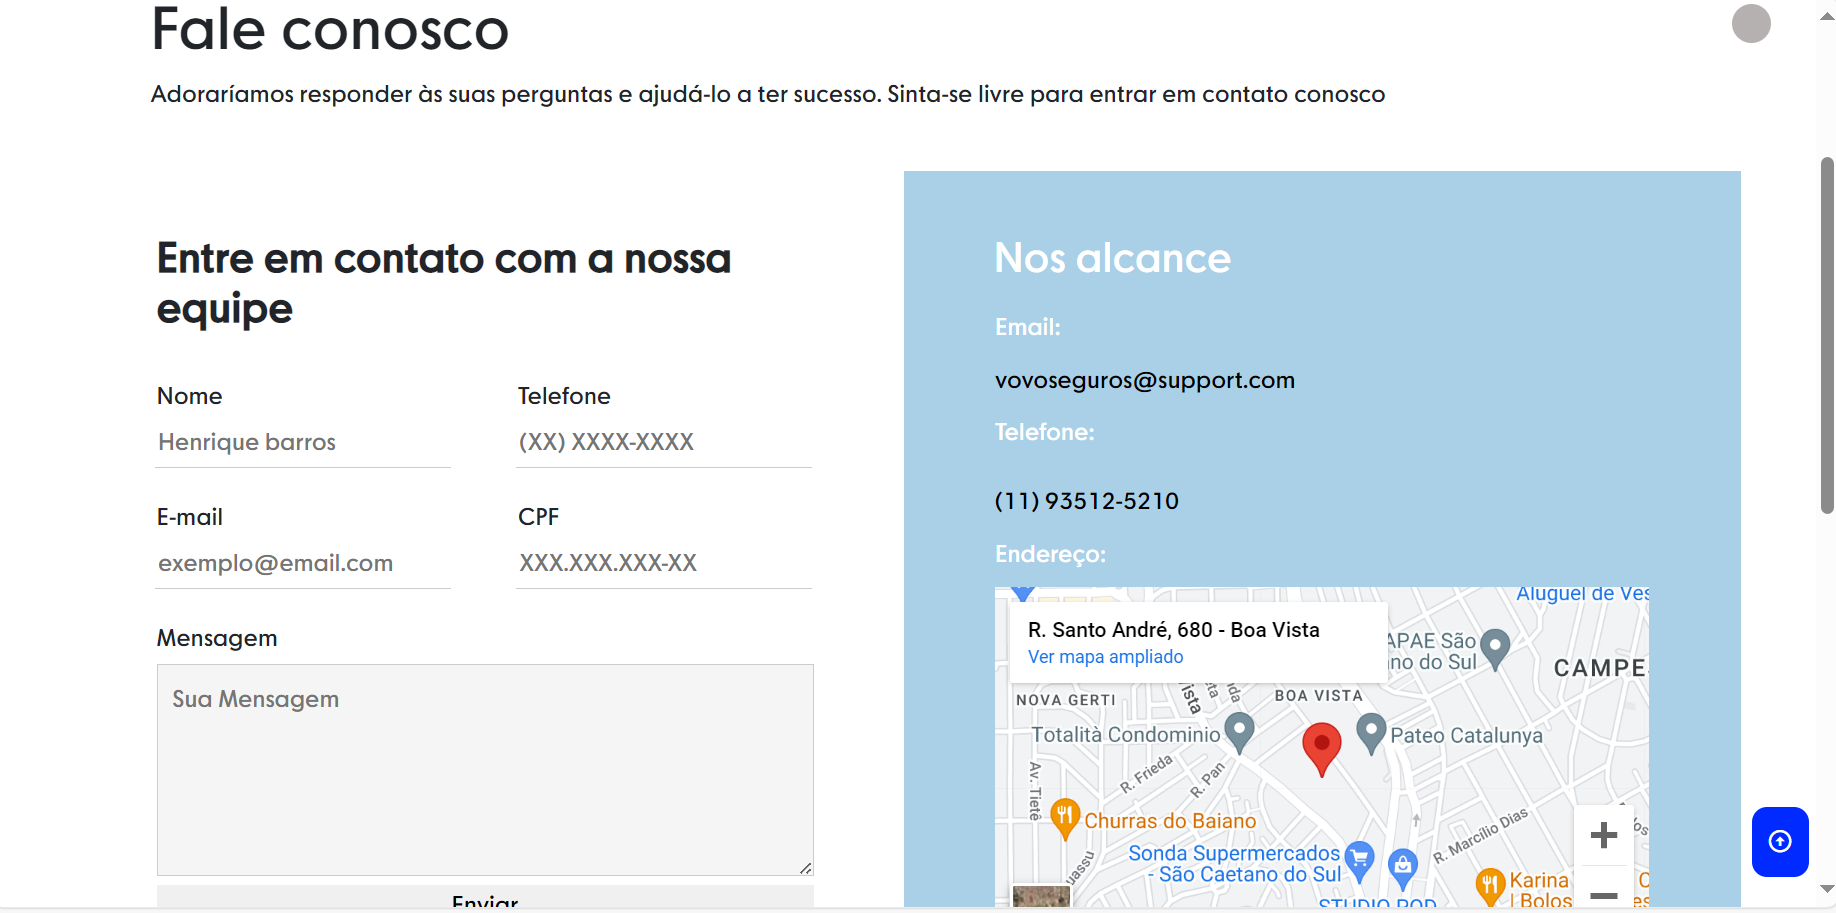 Fale conosco
Adoraríamos responder às suas perguntas e ajudá-lo a ter sucesso. Sinta-se livre para entrar em contato conosco
Entre em contato com a nossa
equipe
Nome
Telefone
Henrique barros
(XX) XXXX-XXXX
E-mail
CPF
exemplo@email.com
XXX.XXX.XXX-XX
Mensagem
Sua Mensagem
Enviar
Nos alcance
Email:
vovoseguros@support.com
Telefone:
(11) 93512-5210
Endereço:
Aluguel de Ves
R. Santo André, 680 - Boa Vista
Ver mapa ampliado
APAE São
no do Sul
CAMPE
NOVA GERTI
BOA VISTA
Totalità Condominio
Pateo Catalunya
Av. Tietê
R. Frieda
R. Pan
Churras do Baiano
R. Marcílio Dias
Sonda Supermercados
- São Caetano do Sul
uassu
Karina
Bolos
STUDIO POD